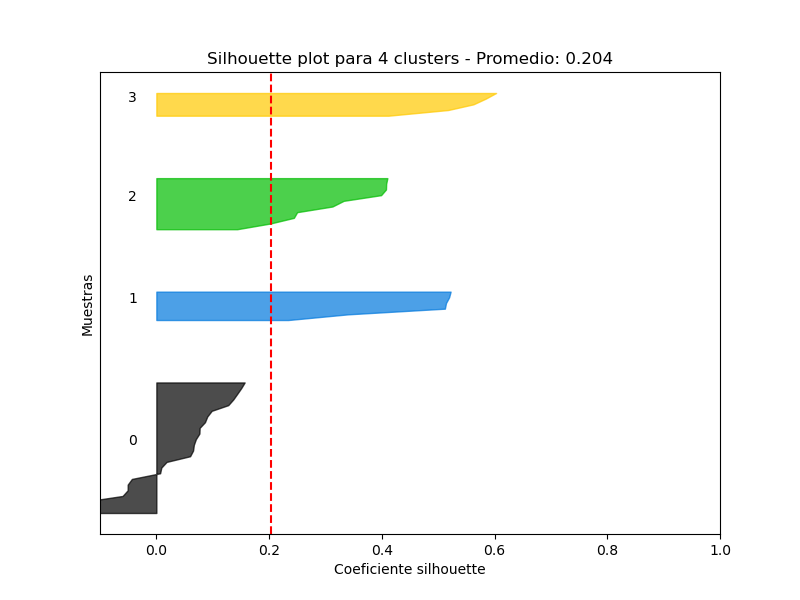 Silhouette plot para 4 clusters - Promedio: 0.204
3
2
1
0
Muestras
0.0 0.2 0.4 0.6 0.8 1.0
Coeficiente silhouette